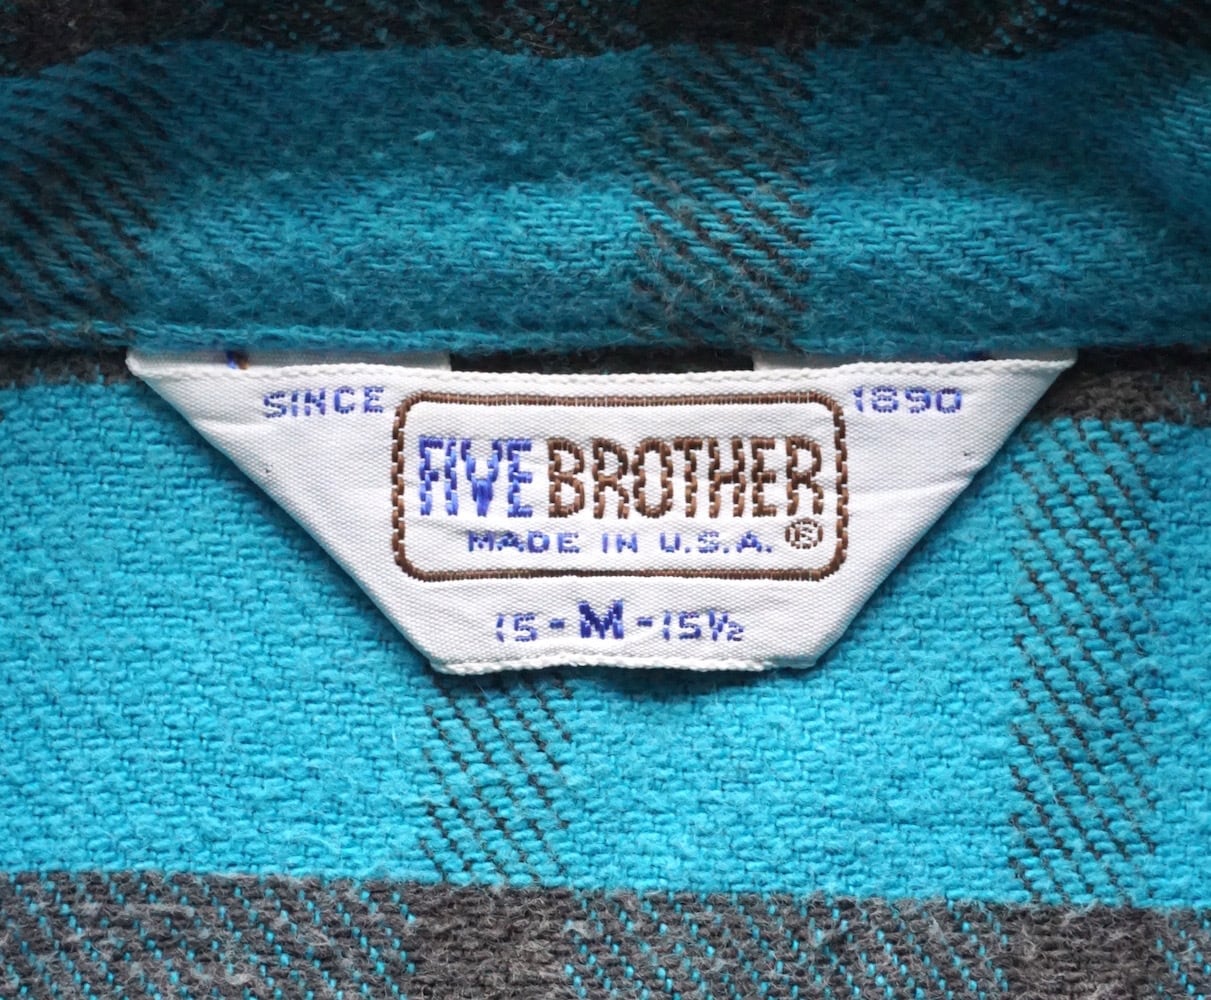 SINCE 1890
FIVE BROTHER
MADE IN U.S.A. ®
15-M-15½